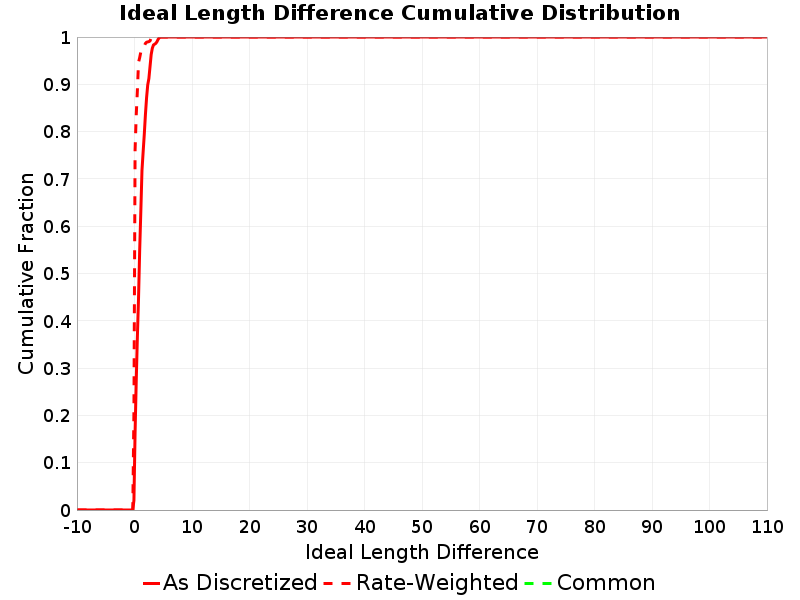 Ideal Length Difference Cumulative Distribution
1
0.9
0.8
0.7
0.6
0.5
0.4
0.3
0.2
0.1
0
Cumulative Fraction
-10 0 10 20 30 40 50 60 70 80 90 100 110
Ideal Length Difference
As Discretized Rate-Weighted Common